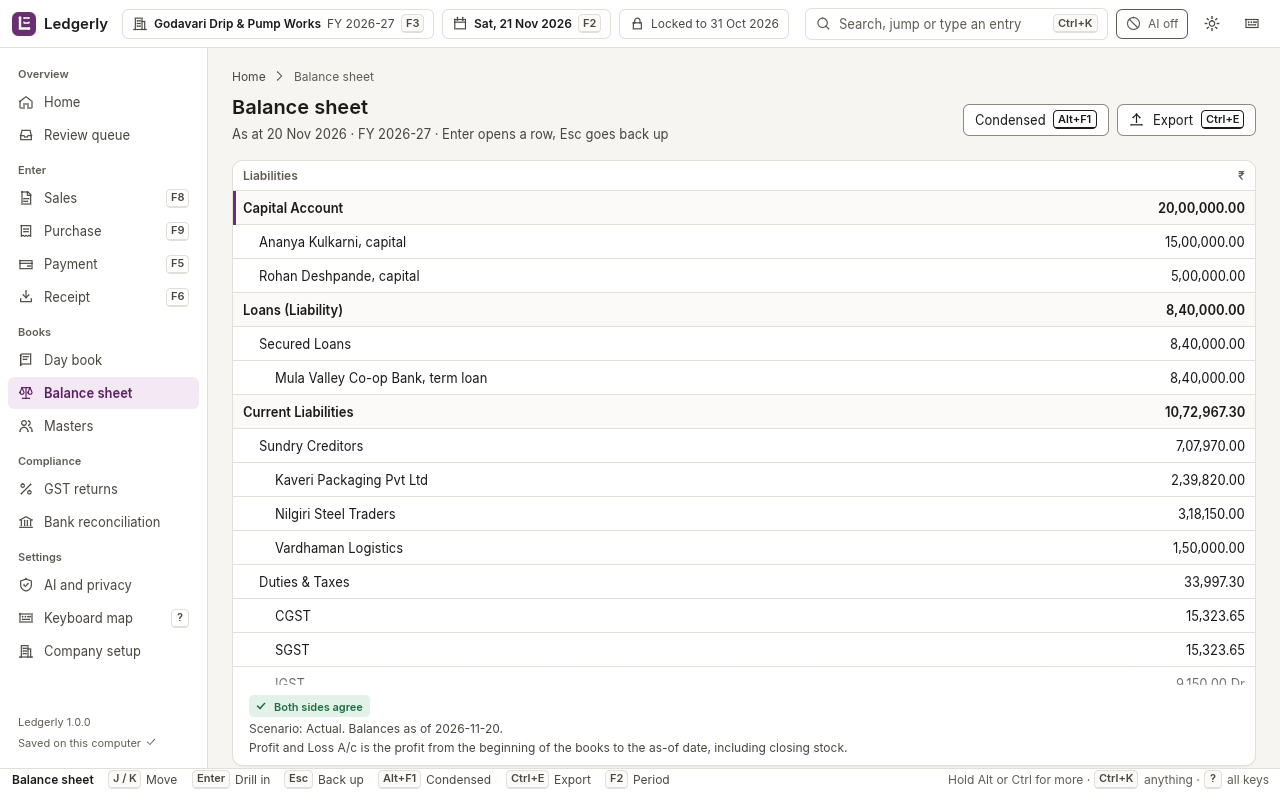 Ledgerly
Godavari Drip & Pump Works FY 2026-27 F3
Sat, 21 Nov 2026 F2
Locked to 31 Oct 2026
Search, jump or type an entry Ctrl+K
AI off
Overview
Home
Review queue
Enter
Sales F8
Purchase F9
Payment F5
Receipt F6
Books
Day book
Balance sheet
Masters
Compliance
GST returns
Bank reconciliation
Settings
AI and privacy
Keyboard map ?
Company setup
Ledgerly 1.0.0
Saved on this computer
Home > Balance sheet
Balance sheet
As at 20 Nov 2026 · FY 2026-27 · Enter opens a row, Esc goes back up
Condensed Alt+F1
Export Ctrl+E
Liabilities ₹
Capital Account 20,00,000.00
Ananya Kulkarni, capital 15,00,000.00
Rohan Deshpande, capital 5,00,000.00
Loans (Liability) 8,40,000.00
Secured Loans 8,40,000.00
Mula Valley Co-op Bank, term loan 8,40,000.00
Current Liabilities 10,72,967.30
Sundry Creditors 7,07,970.00
Kaveri Packaging Pvt Ltd 2,39,820.00
Nilgiri Steel Traders 3,18,150.00
Vardhaman Logistics 1,50,000.00
Duties & Taxes 33,997.30
CGST 15,323.65
SGST 15,323.65
IGST 9,150.00 Dr
Both sides agree
Scenario: Actual. Balances as of 2026-11-20.
Profit and Loss A/c is the profit from the beginning of the books to the as-of date, including closing stock.
Balance sheet J / K Move Enter Drill in Esc Back up Alt+F1 Condensed Ctrl+E Export F2 Period
Hold Alt or Ctrl for more · Ctrl+K anything · ? all keys